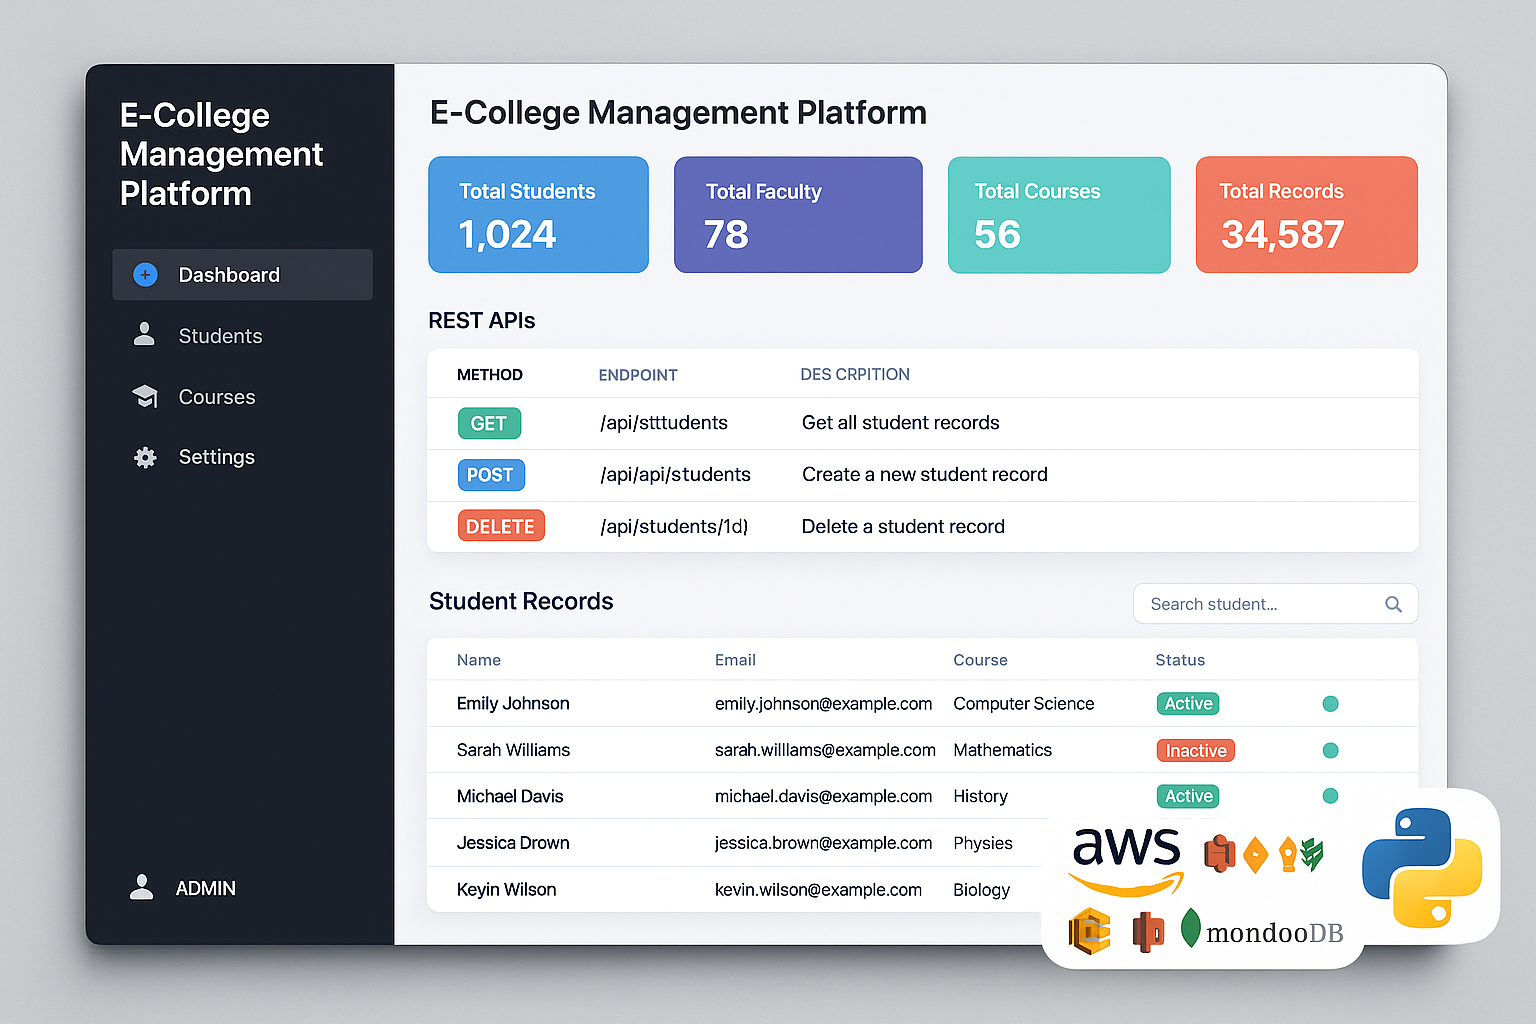 E-College
Management
Platform
Dashboard
Students
Courses
Settings
ADMIN
E-College Management Platform
Total Students
1,024
Total Faculty
78
Total Courses
56
Total Records
34,587
REST APIs
METHOD ENDPOINT DES CRPITION
GET /api/stttudents Get all student records
POST /api/api/students Create a new student record
DELETE /api/students/1d) Delete a student record
Student Records
Search student...
Name Email Course Status
Emily Johnson emily.johnson@example.com Computer Science Active
Sarah Williams sarah.willlams@example.com Mathematics Inactive
Michael Davis michael.davis@example.com History Active
Jessica Drown jessica.brown@example.com Physies
Keyin Wilson kevin.wilson@example.com Biology
aws
mondooDB